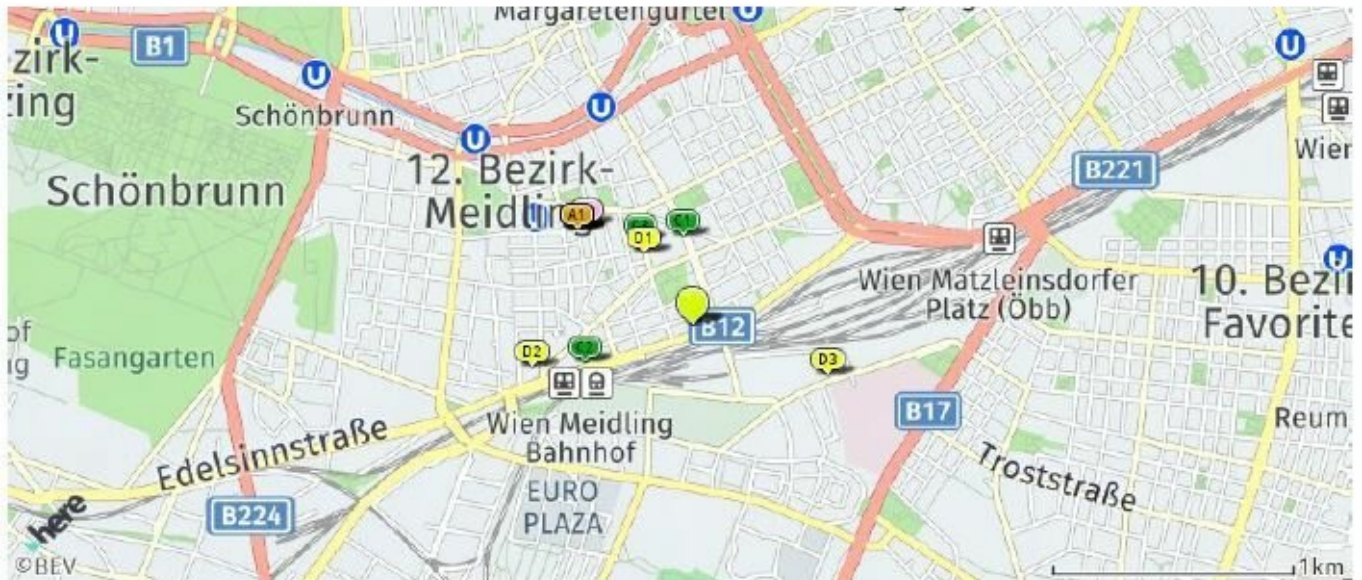 Margaretengürtel
U
B1
U
U
zirk-
zing
U
Schönbrunn
U
U
Wien
12. Bezirk-
Meidling
B221
Schönbrunn
A1
C1
D1
Wien Matzleinsdorfer
Platz (Öbb)
U
10. Bezi
Favorite
B12
of
g
Fasangarten
D2
C2
D3
Wien Meidling
Bahnhof
B17
Reum
Edelsinnstraße
Troststraße
EURO
PLAZA
B224
here
©BEV
1km